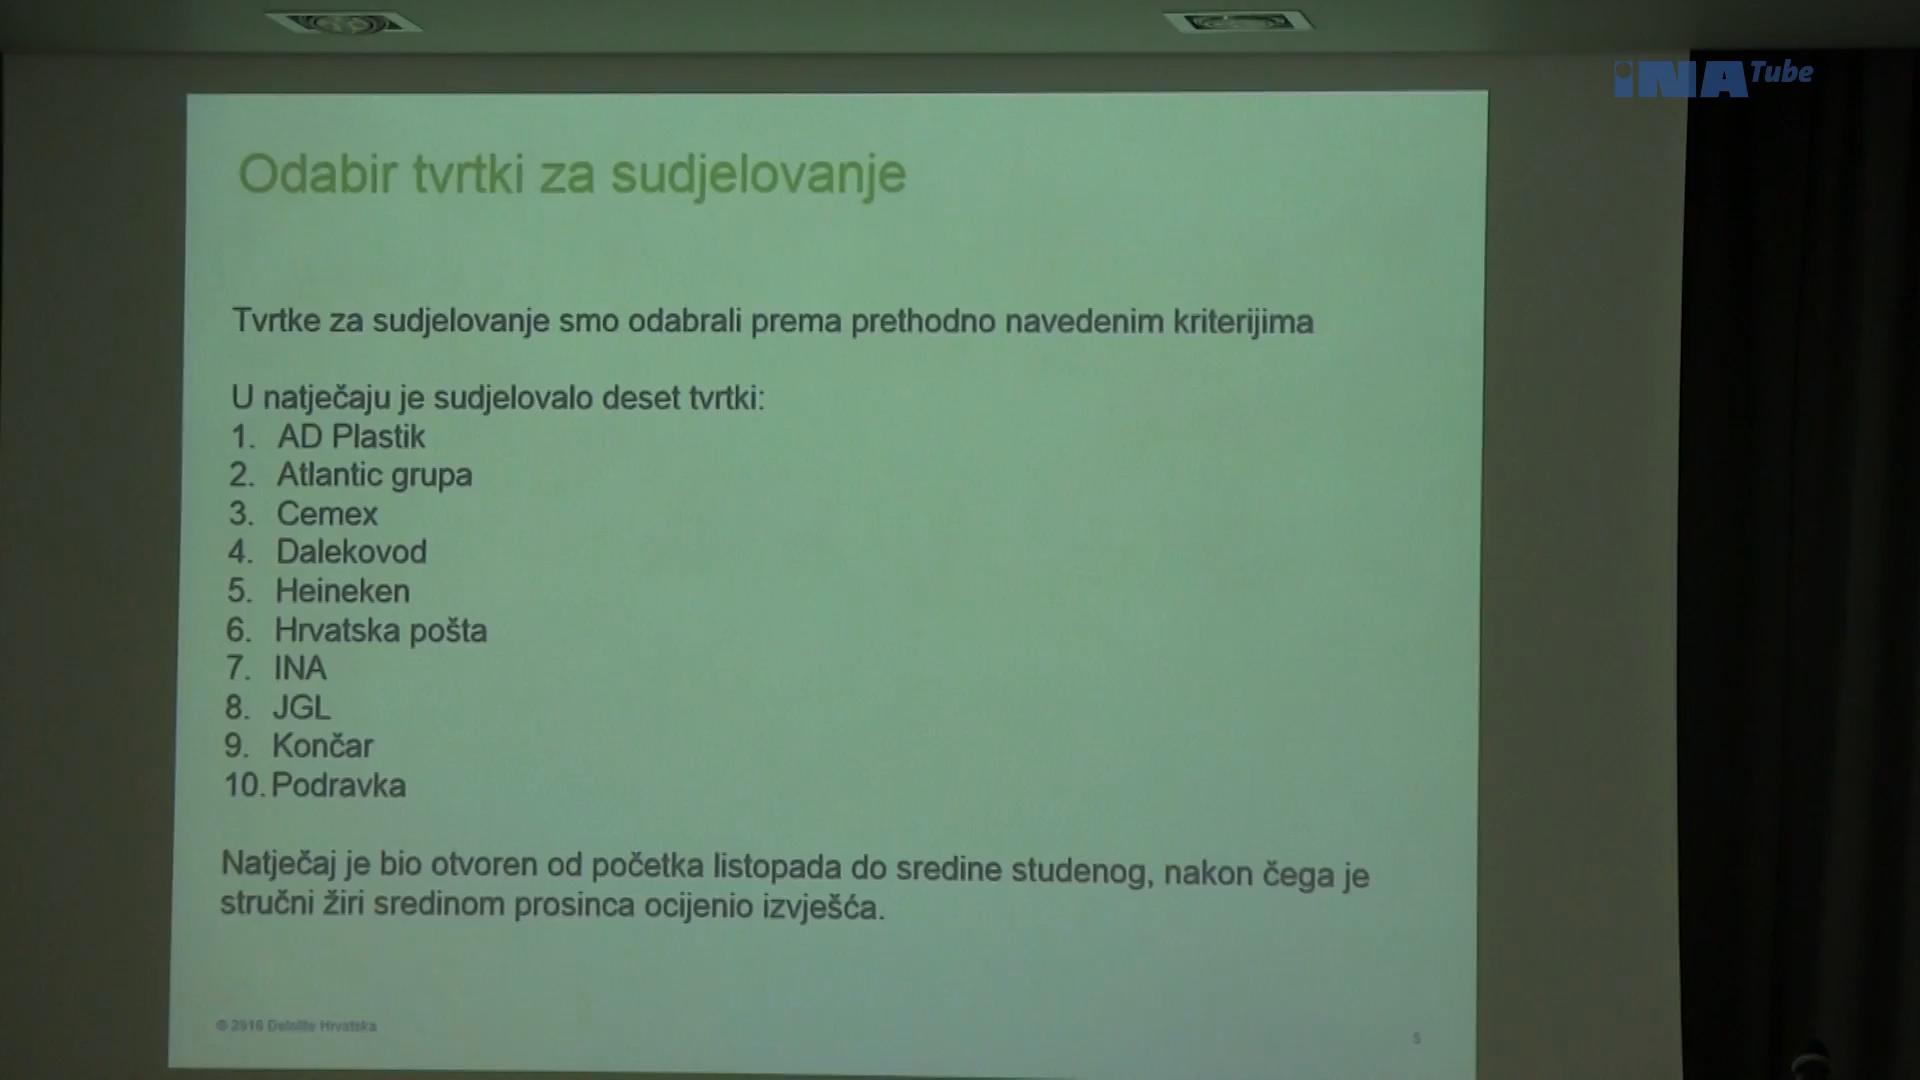 iNA Tube
Odabir tvrtki za sudjelovanje
Tvrtke za sudjelovanje smo odabrali prema prethodno navedenim kriterijima
U natječaju je sudjelovalo deset tvrtki:
1. AD Plastik
2. Atlantic grupa
3. Cemex
4. Dalekovod
5. Heineken
6. Hrvatska pošta
7. INA
8. JGL
9. Končar
10. Podravka
Natječaj je bio otvoren od početka listopada do sredine studenog, nakon čega je
stručni žiri sredinom prosinca ocijenio izvješća.
© 2016 Deloitte Hrvatska
5